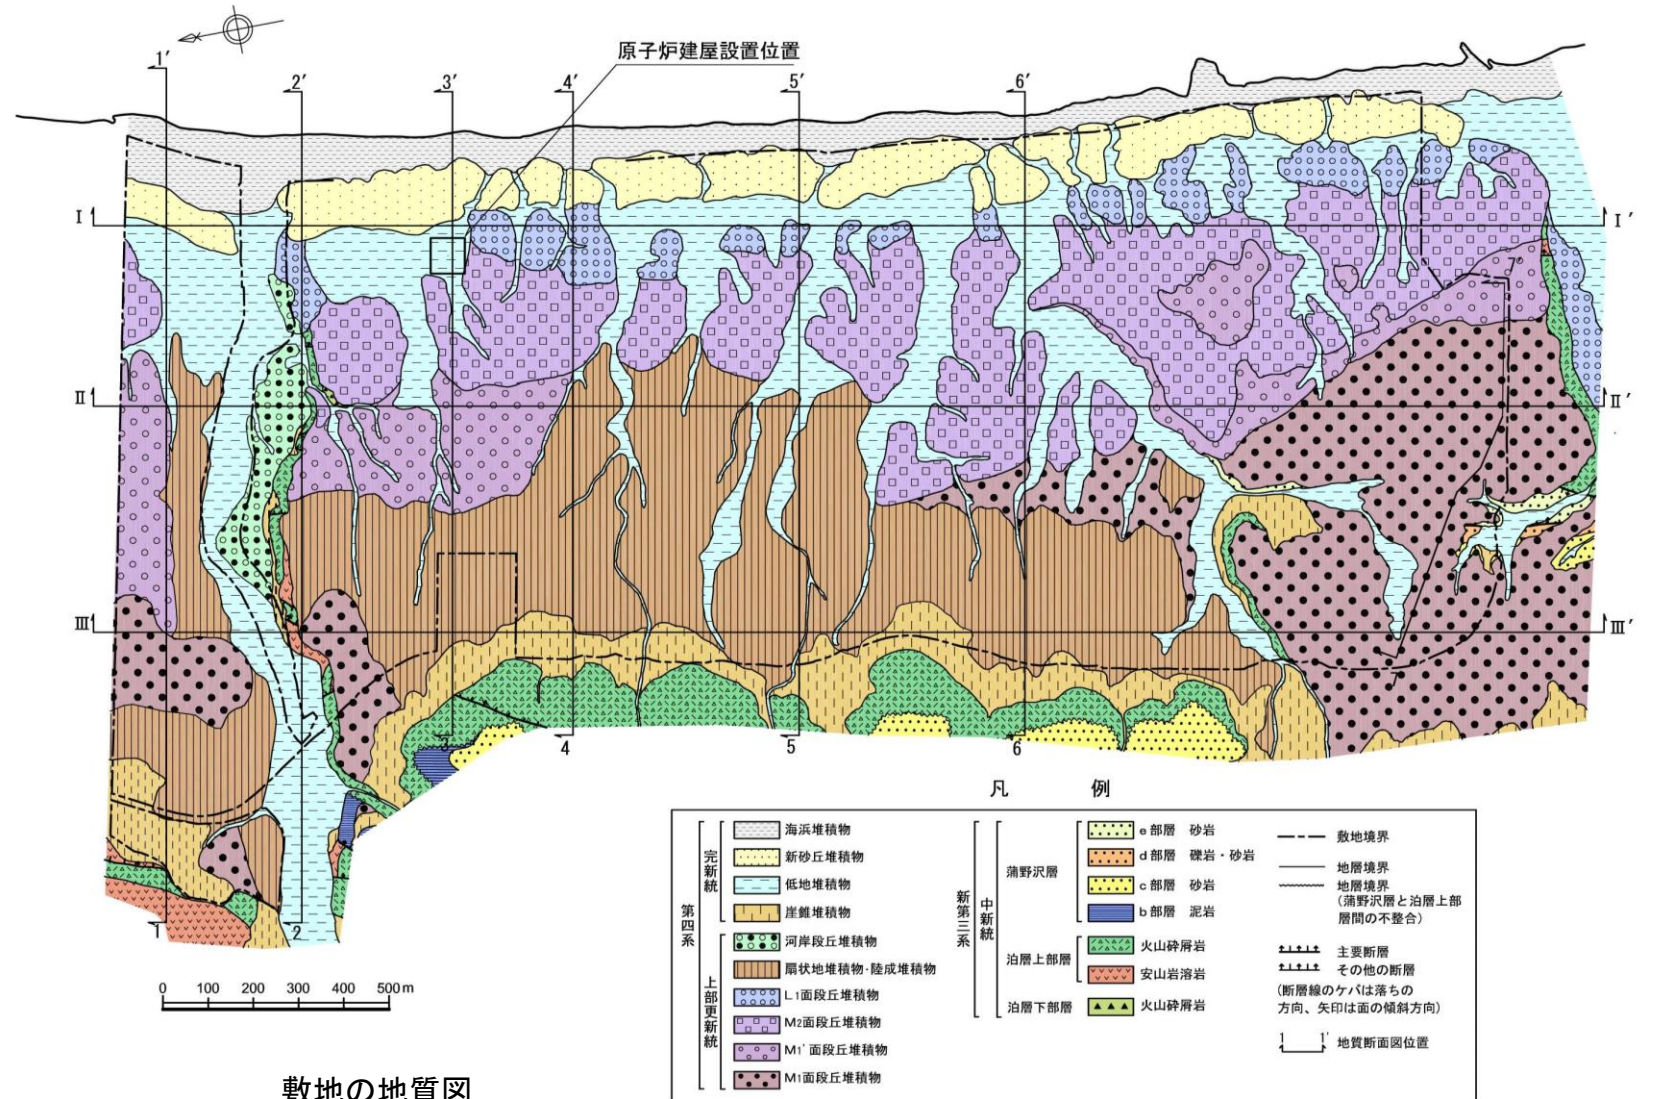 原子炉建屋設置位置
1′
2′
3′
4′
5′
6′
Ⅰ
Ⅰ′
Ⅱ
Ⅱ′
Ⅲ
Ⅲ′
1
2
3
4
5
6
0 100 200 300 400 500m
敷地の地質図
凡 例
第四系
完新統
海浜堆積物
新砂丘堆積物
低地堆積物
崖錐堆積物
上部更新統
河岸段丘堆積物
扇状地堆積物・陸成堆積物
L1面段丘堆積物
M2面段丘堆積物
M1′面段丘堆積物
M1面段丘堆積物
新第三系
中新統
蒲野沢層
e部層 砂岩
d部層 礫岩・砂岩
c部層 砂岩
b部層 泥岩
泊層上部層
火山砕屑岩
安山岩溶岩
泊層下部層
火山砕屑岩
敷地境界
地層境界
地層境界
(蒲野沢層と泊層上部
層間の不整合)
主要断層
その他の断層
(断層線のケバは落ちの
方向、矢印は面の傾斜方向)
1 1′ 地質断面図位置